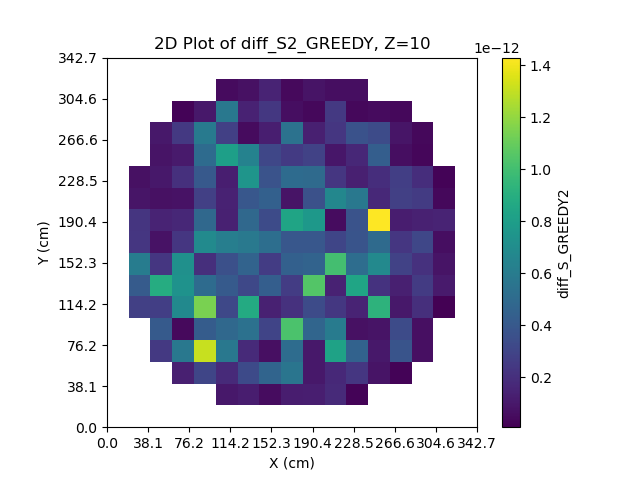 2D Plot of diff_S2_GREEDY, Z=10
1e−12
342.7
304.6
266.6
228.5
190.4
152.3
114.2
76.2
38.1
0.0
Y (cm)
0.0 38.1 76.2 114.2 152.3 190.4 228.5 266.6 304.6 342.7
X (cm)
1.4
1.2
1.0
0.8
0.6
0.4
0.2
diff_S_GREEDY2